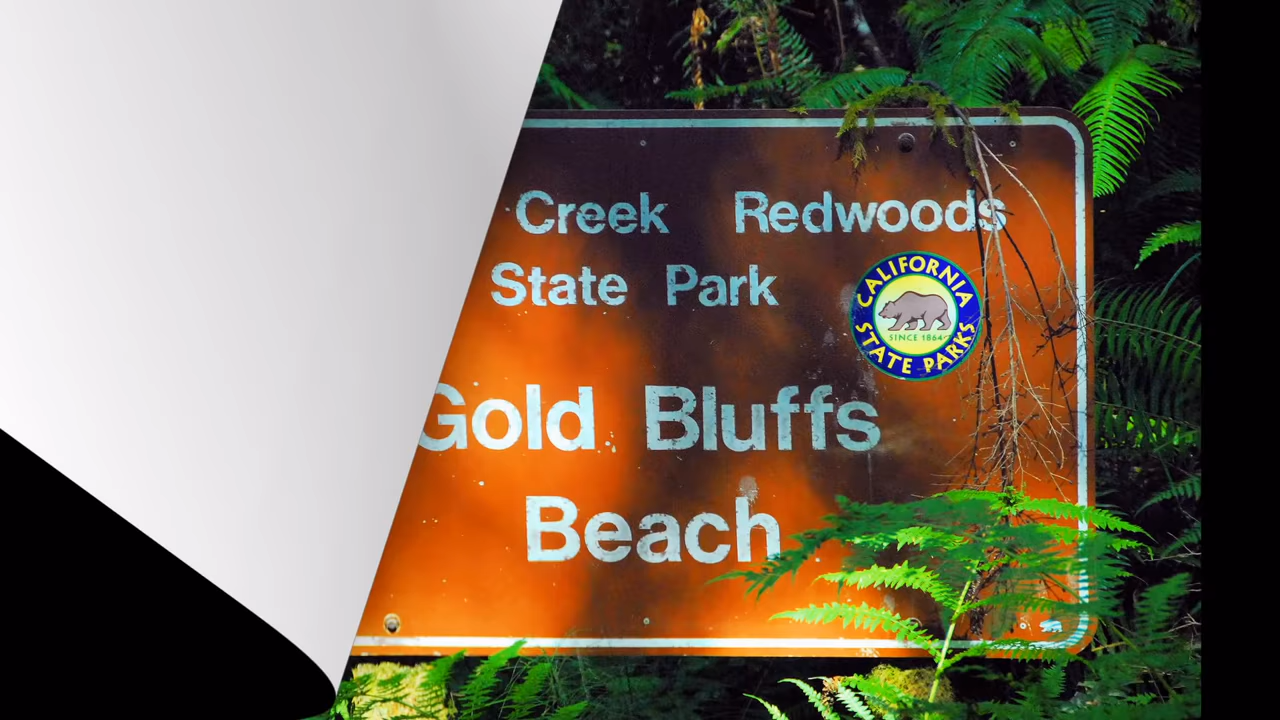 Creek Redwoods
State Park
CALIFORNIA
STATE PARKS
SINCE 1864
Gold Bluffs
Beach